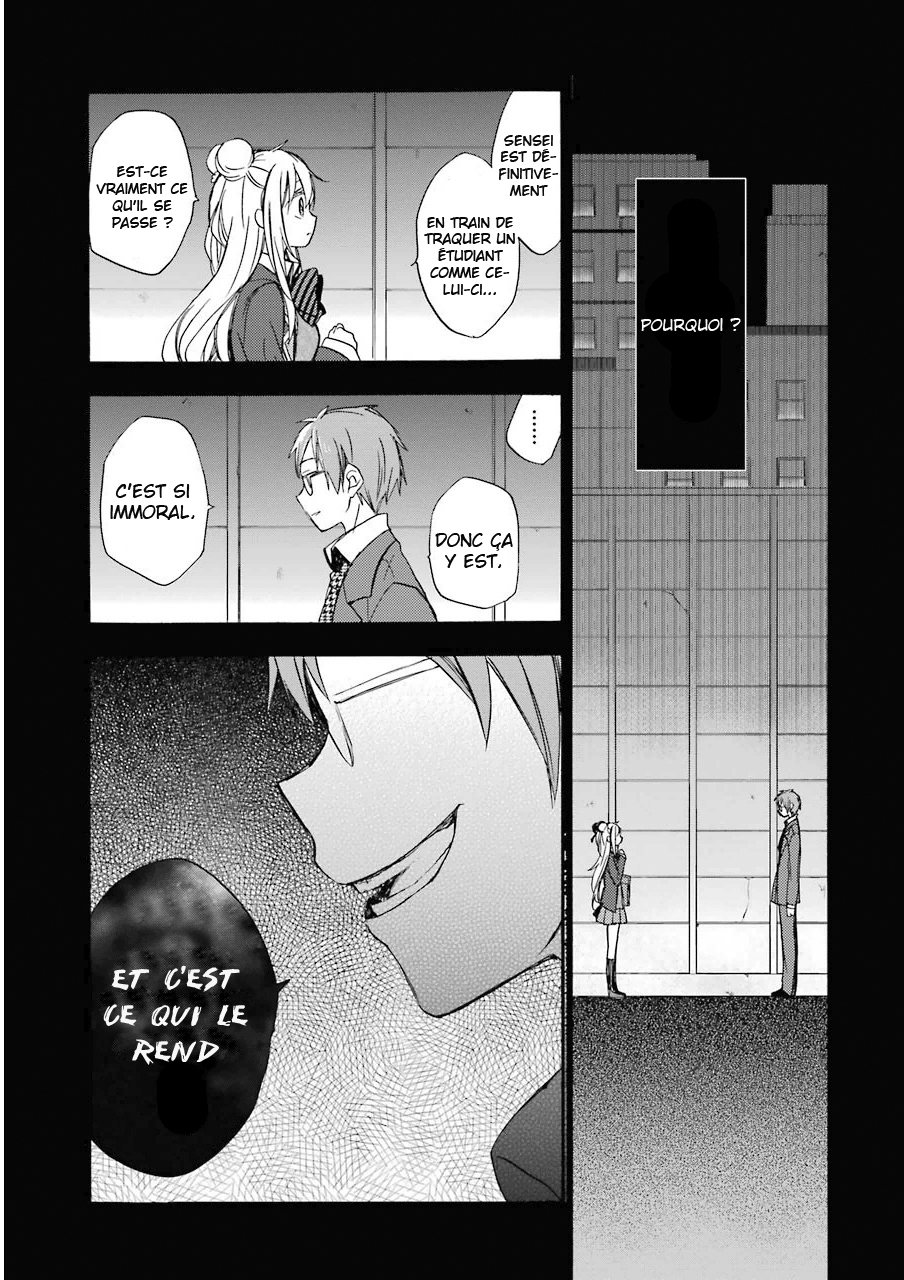 POURQUOI ?
SENSEI
EST DÉ-
FINITIVE-
MENT
EN TRAIN DE
TRAQUER UN
ÉTUDIANT
COMME CE-
LUI-CI...
EST-CE
VRAIMENT CE
QU'IL SE
PASSE ?
........
DONC ÇA
Y EST.
C'EST SI
IMMORAL.
ET C'EST
CE QUI LE
REND